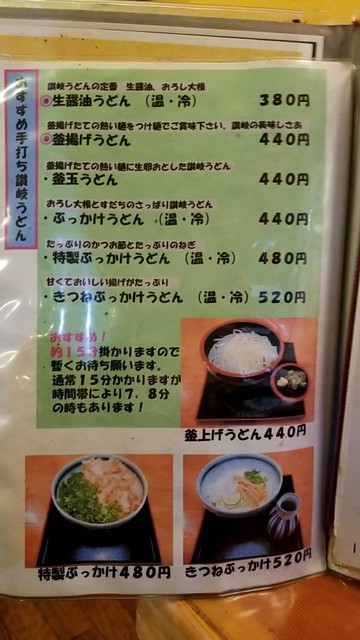 おすすめ手打ち讃岐うどん
讃岐うどんの定番　生醤油、おろし大根
生醤油うどん　（温・冷）　380円
釜揚げたての熱い麺をつけ麺でご賞味下さい、讃岐の美味しさあ
釜揚げうどん　440円
釜揚げたての熱い麺に生卵おとした讃岐うどん
・釜玉うどん　440円
おろし大根とすだちのさっぱり讃岐うどん
・ぶっかけうどん　（温・冷）　440円
たっぷりのかつお節とたっぷりのねぎ
・特製ぶっかけうどん　（温・冷）　480円
甘くておいしい揚げがたっぷり
・きつねぶっかけうどん　（温・冷）520円
おすすめ！
約１５分掛かりますので
暫くお待ち願います。
通常１５分かかりますが
時間帯により７，８分
の時もあります！
釜上げうどん440円
特製ぶっかけ480円
きつねぶっかけ520円